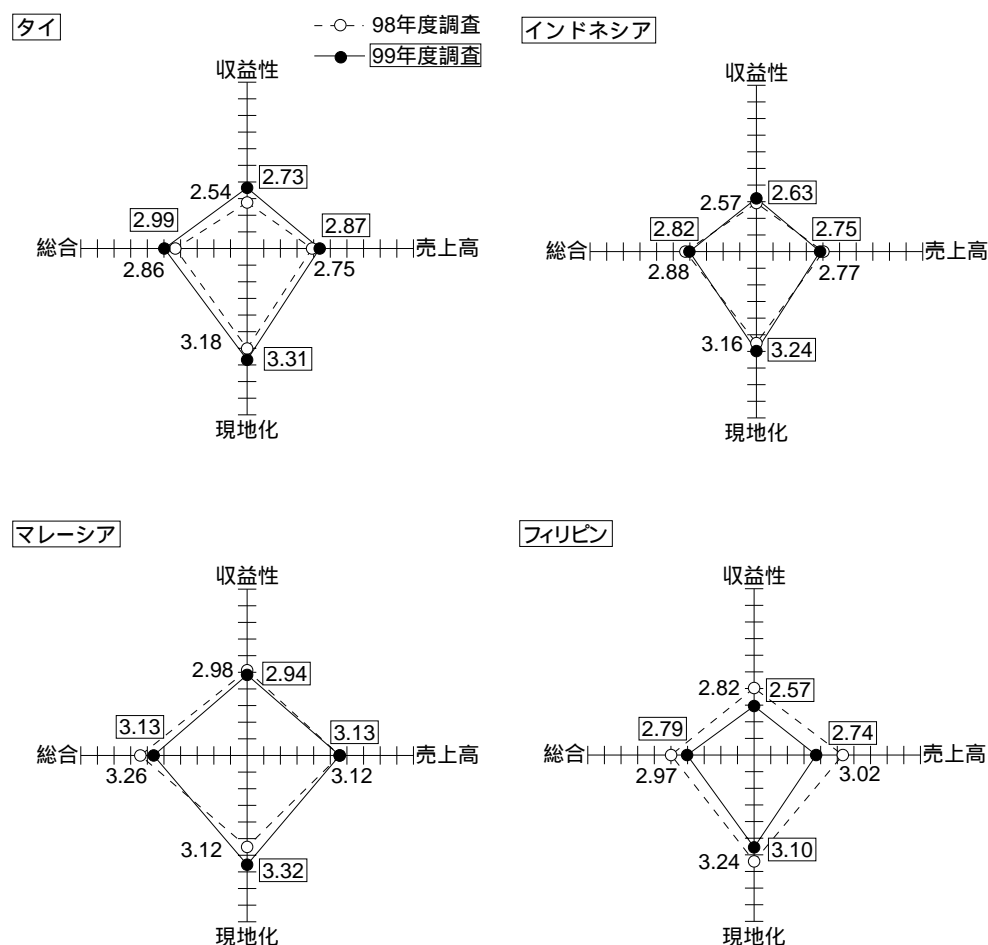 タイ
98年度調査
99年度調査
収益性
2.73
2.54
2.99
2.87
総合
売上高
2.86
2.75
3.18
3.31
現地化
インドネシア
収益性
2.63
2.57
2.82
2.75
総合
売上高
2.88
2.77
3.16
3.24
現地化
マレーシア
収益性
2.98
2.94
3.13
3.13
総合
売上高
3.26
3.12
3.12
3.32
現地化
フィリピン
収益性
2.82
2.57
2.79
2.74
総合
売上高
2.97
3.02
3.24
3.10
現地化